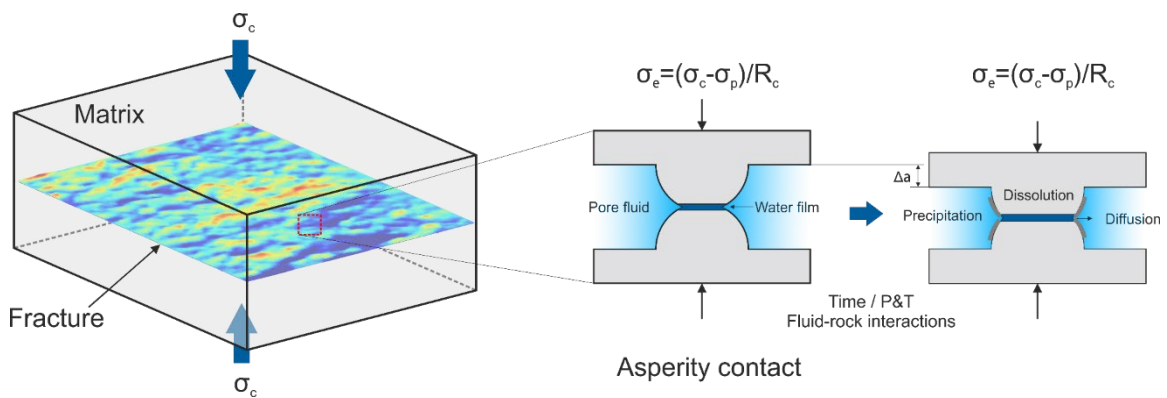 σc
Matrix
Fracture
σc
σe=(σc-σp)/Rc
Pore fluid
Water film
Asperity contact
σe=(σc-σp)/Rc
Δa
Dissolution
Precipitation
Diffusion
Time / P&T
Fluid-rock interactions